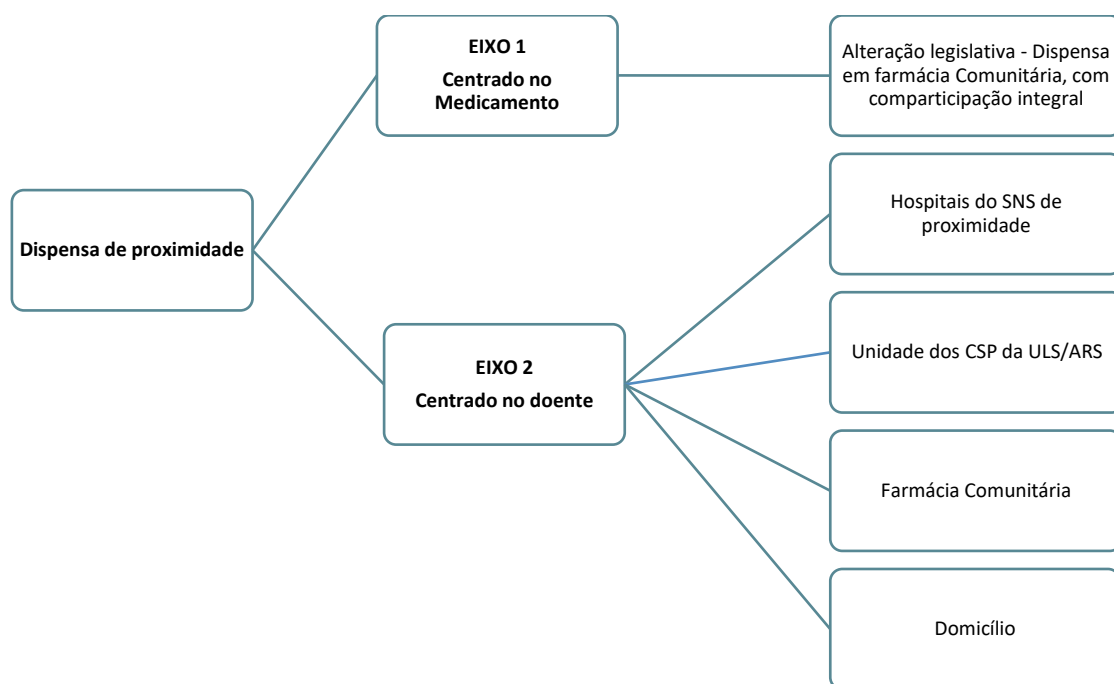 EIXO 1
Centrado no
Medicamento
Alteração legislativa - Dispensa
em farmácia Comunitária, com
comparticipação integral
Dispensa de proximidade
Hospitais do SNS de
proximidade
EIXO 2
Centrado no doente
Unidade dos CSP da ULS/ARS
Farmácia Comunitária
Domicílio